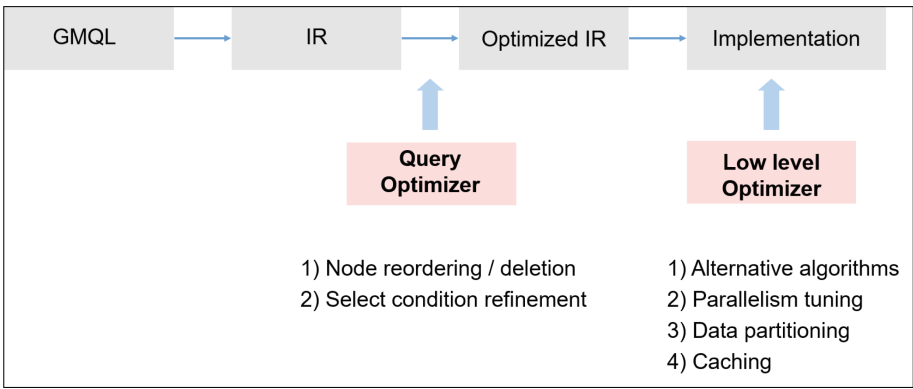 GMQL
IR
Optimized IR
Implementation
Query
Optimizer
Low level
Optimizer
1) Node reordering / deletion
2) Select condition refinement
1) Alternative algorithms
2) Parallelism tuning
3) Data partitioning
4) Caching